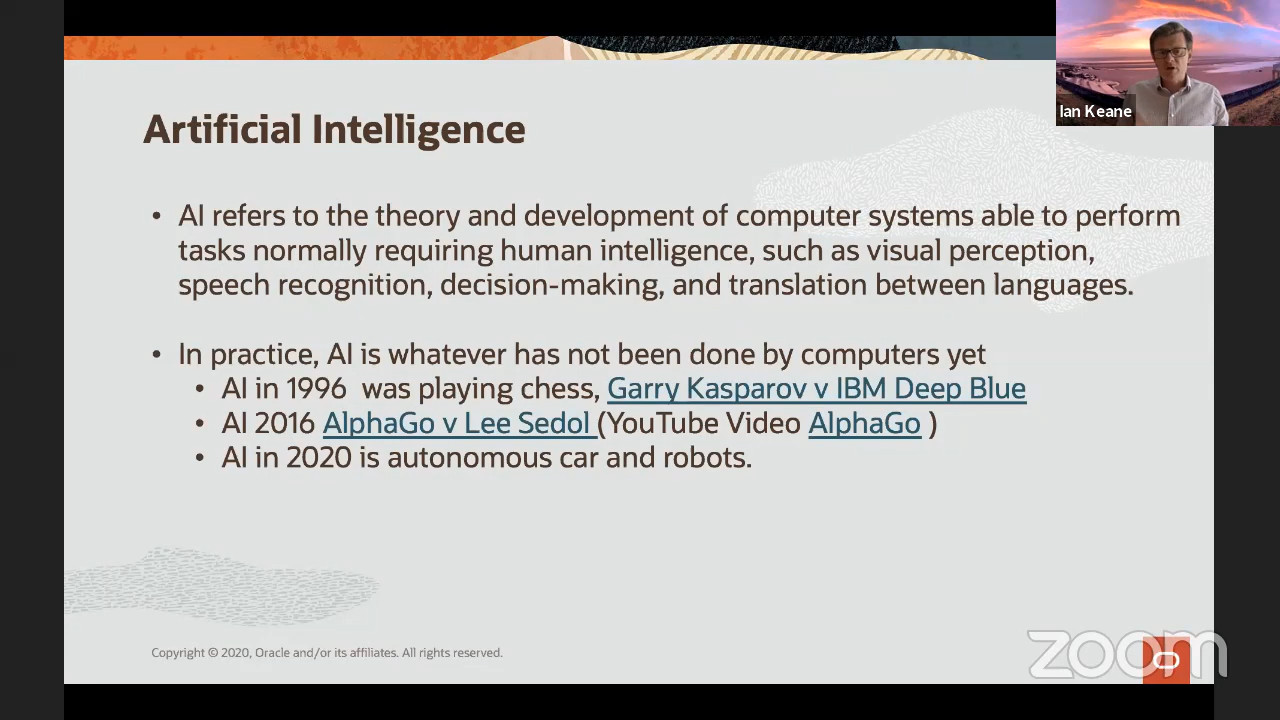 Ian Keane
Artificial Intelligence
• AI refers to the theory and development of computer systems able to perform
tasks normally requiring human intelligence, such as visual perception,
speech recognition, decision-making, and translation between languages.
• In practice, AI is whatever has not been done by computers yet
• AI in 1996  was playing chess, Garry Kasparov v IBM Deep Blue
• AI 2016 AlphaGo v Lee Sedol (YouTube Video AlphaGo )
• AI in 2020 is autonomous car and robots.
Copyright © 2020, Oracle and/or its affiliates. All rights reserved.
zoom